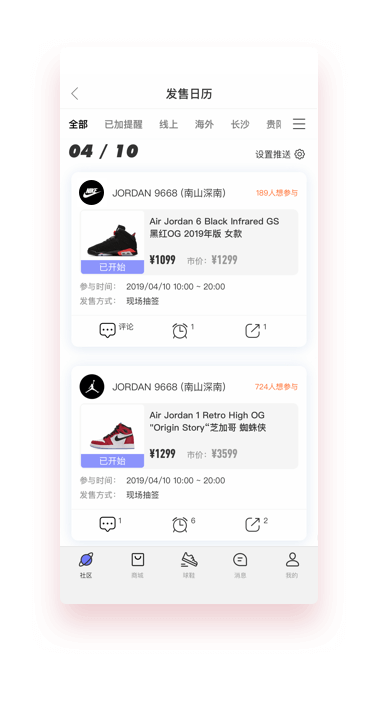 发售日历
全部 已加提醒 线上 海外 长沙 贵阳
04 / 10
设置推送
JORDAN 9668 (南山深南)
189人想参与
Air Jordan 6 Black Infrared GS
黑红OG 2019年版 女款
¥1099 市价: ¥1299
已开始
参与时间: 2019/04/10 10:00 ~ 20:00
发售方式: 现场抽签
评论 1 1
JORDAN 9668 (南山深南)
724人想参与
Air Jordan 1 Retro High OG
"Origin Story“芝加哥 蜘蛛侠
¥1299 市价: ¥3599
已开始
参与时间: 2019/04/10 10:00 ~ 20:00
发售方式: 现场抽签
1 6 2
社区 商城 球鞋 消息 我的